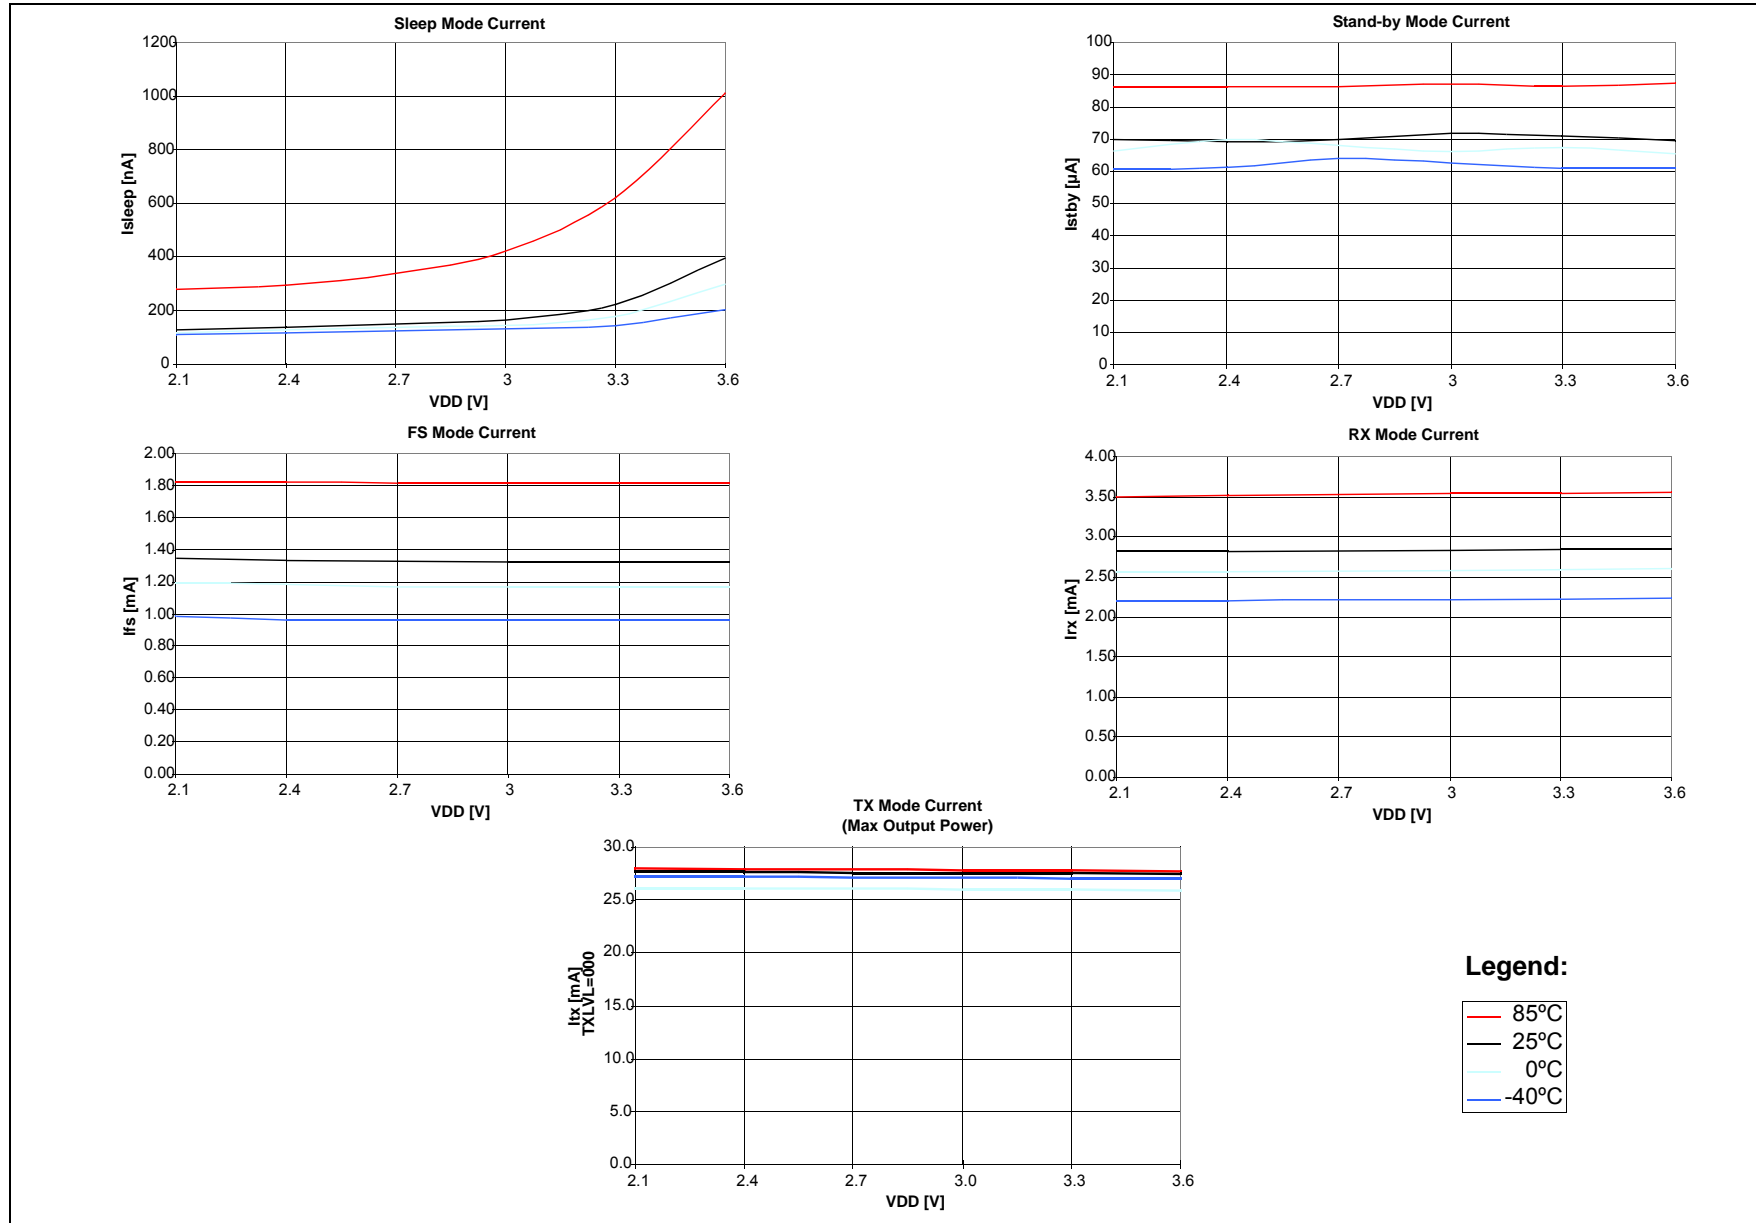 Sleep Mode Current
1200
1000
800
600
400
200
0
Isleep [nA]
2.1 2.4 2.7 3 3.3 3.6
VDD [V]
Stand-by Mode Current
100
90
80
70
60
50
40
30
20
10
0
Istby [µA]
2.1 2.4 2.7 3 3.3 3.6
VDD [V]
FS Mode Current
2.00
1.80
1.60
1.40
1.20
1.00
0.80
0.60
0.40
0.20
0.00
Ifs [mA]
2.1 2.4 2.7 3 3.3 3.6
VDD [V]
RX Mode Current
4.00
3.50
3.00
2.50
2.00
1.50
1.00
0.50
0.00
Irx [mA]
2.1 2.4 2.7 3 3.3 3.6
VDD [V]
TX Mode Current
(Max Output Power)
30.0
25.0
20.0
15.0
10.0
5.0
0.0
Itx [mA]
TXLVL=000
2.1 2.4 2.7 3.0 3.3 3.6
VDD [V]
Legend:
85ºC
25ºC
0ºC
-40ºC